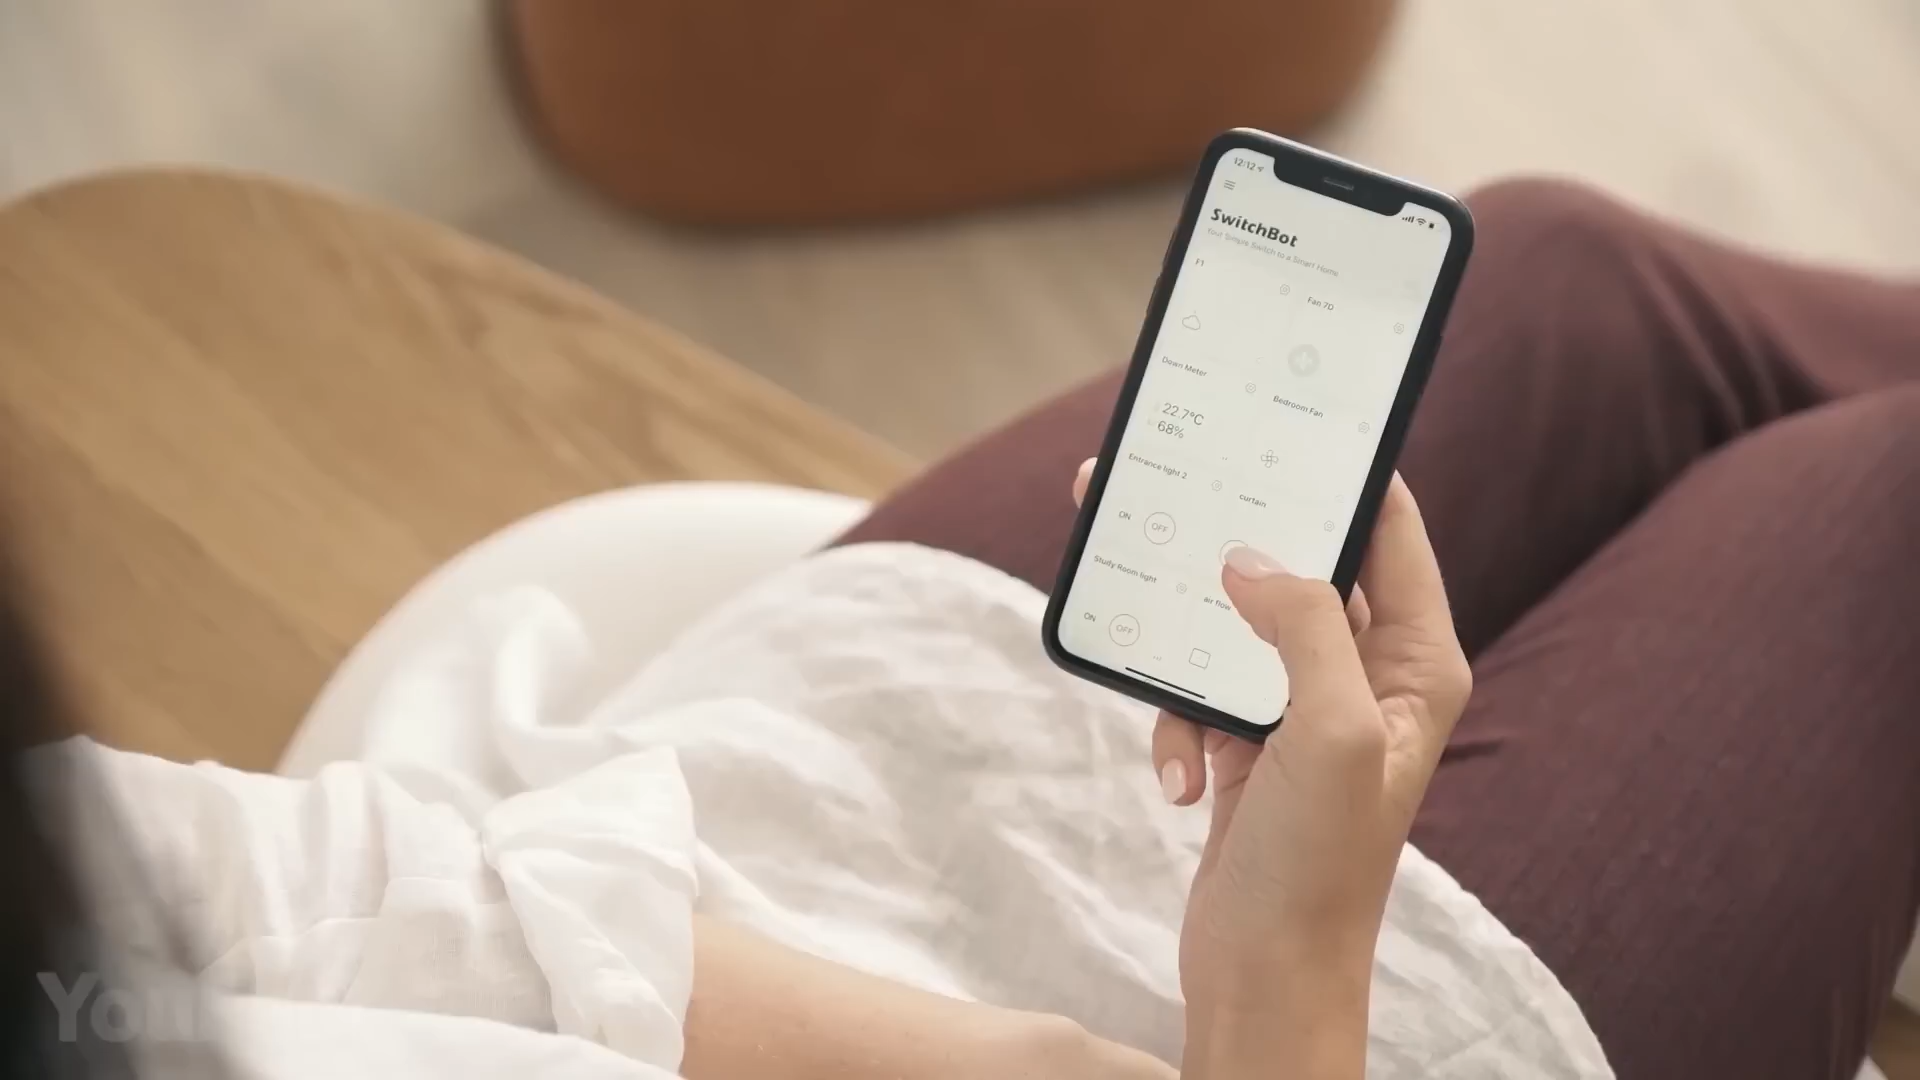 12:12
SwitchBot
Your Simple Switch to a Smart Home
F1
Fan 7D
Down Meter
Bedroom Fan
22.7°C
68%
Entrance light 2
curtain
ON OFF
Study Room light
air flow
ON OFF